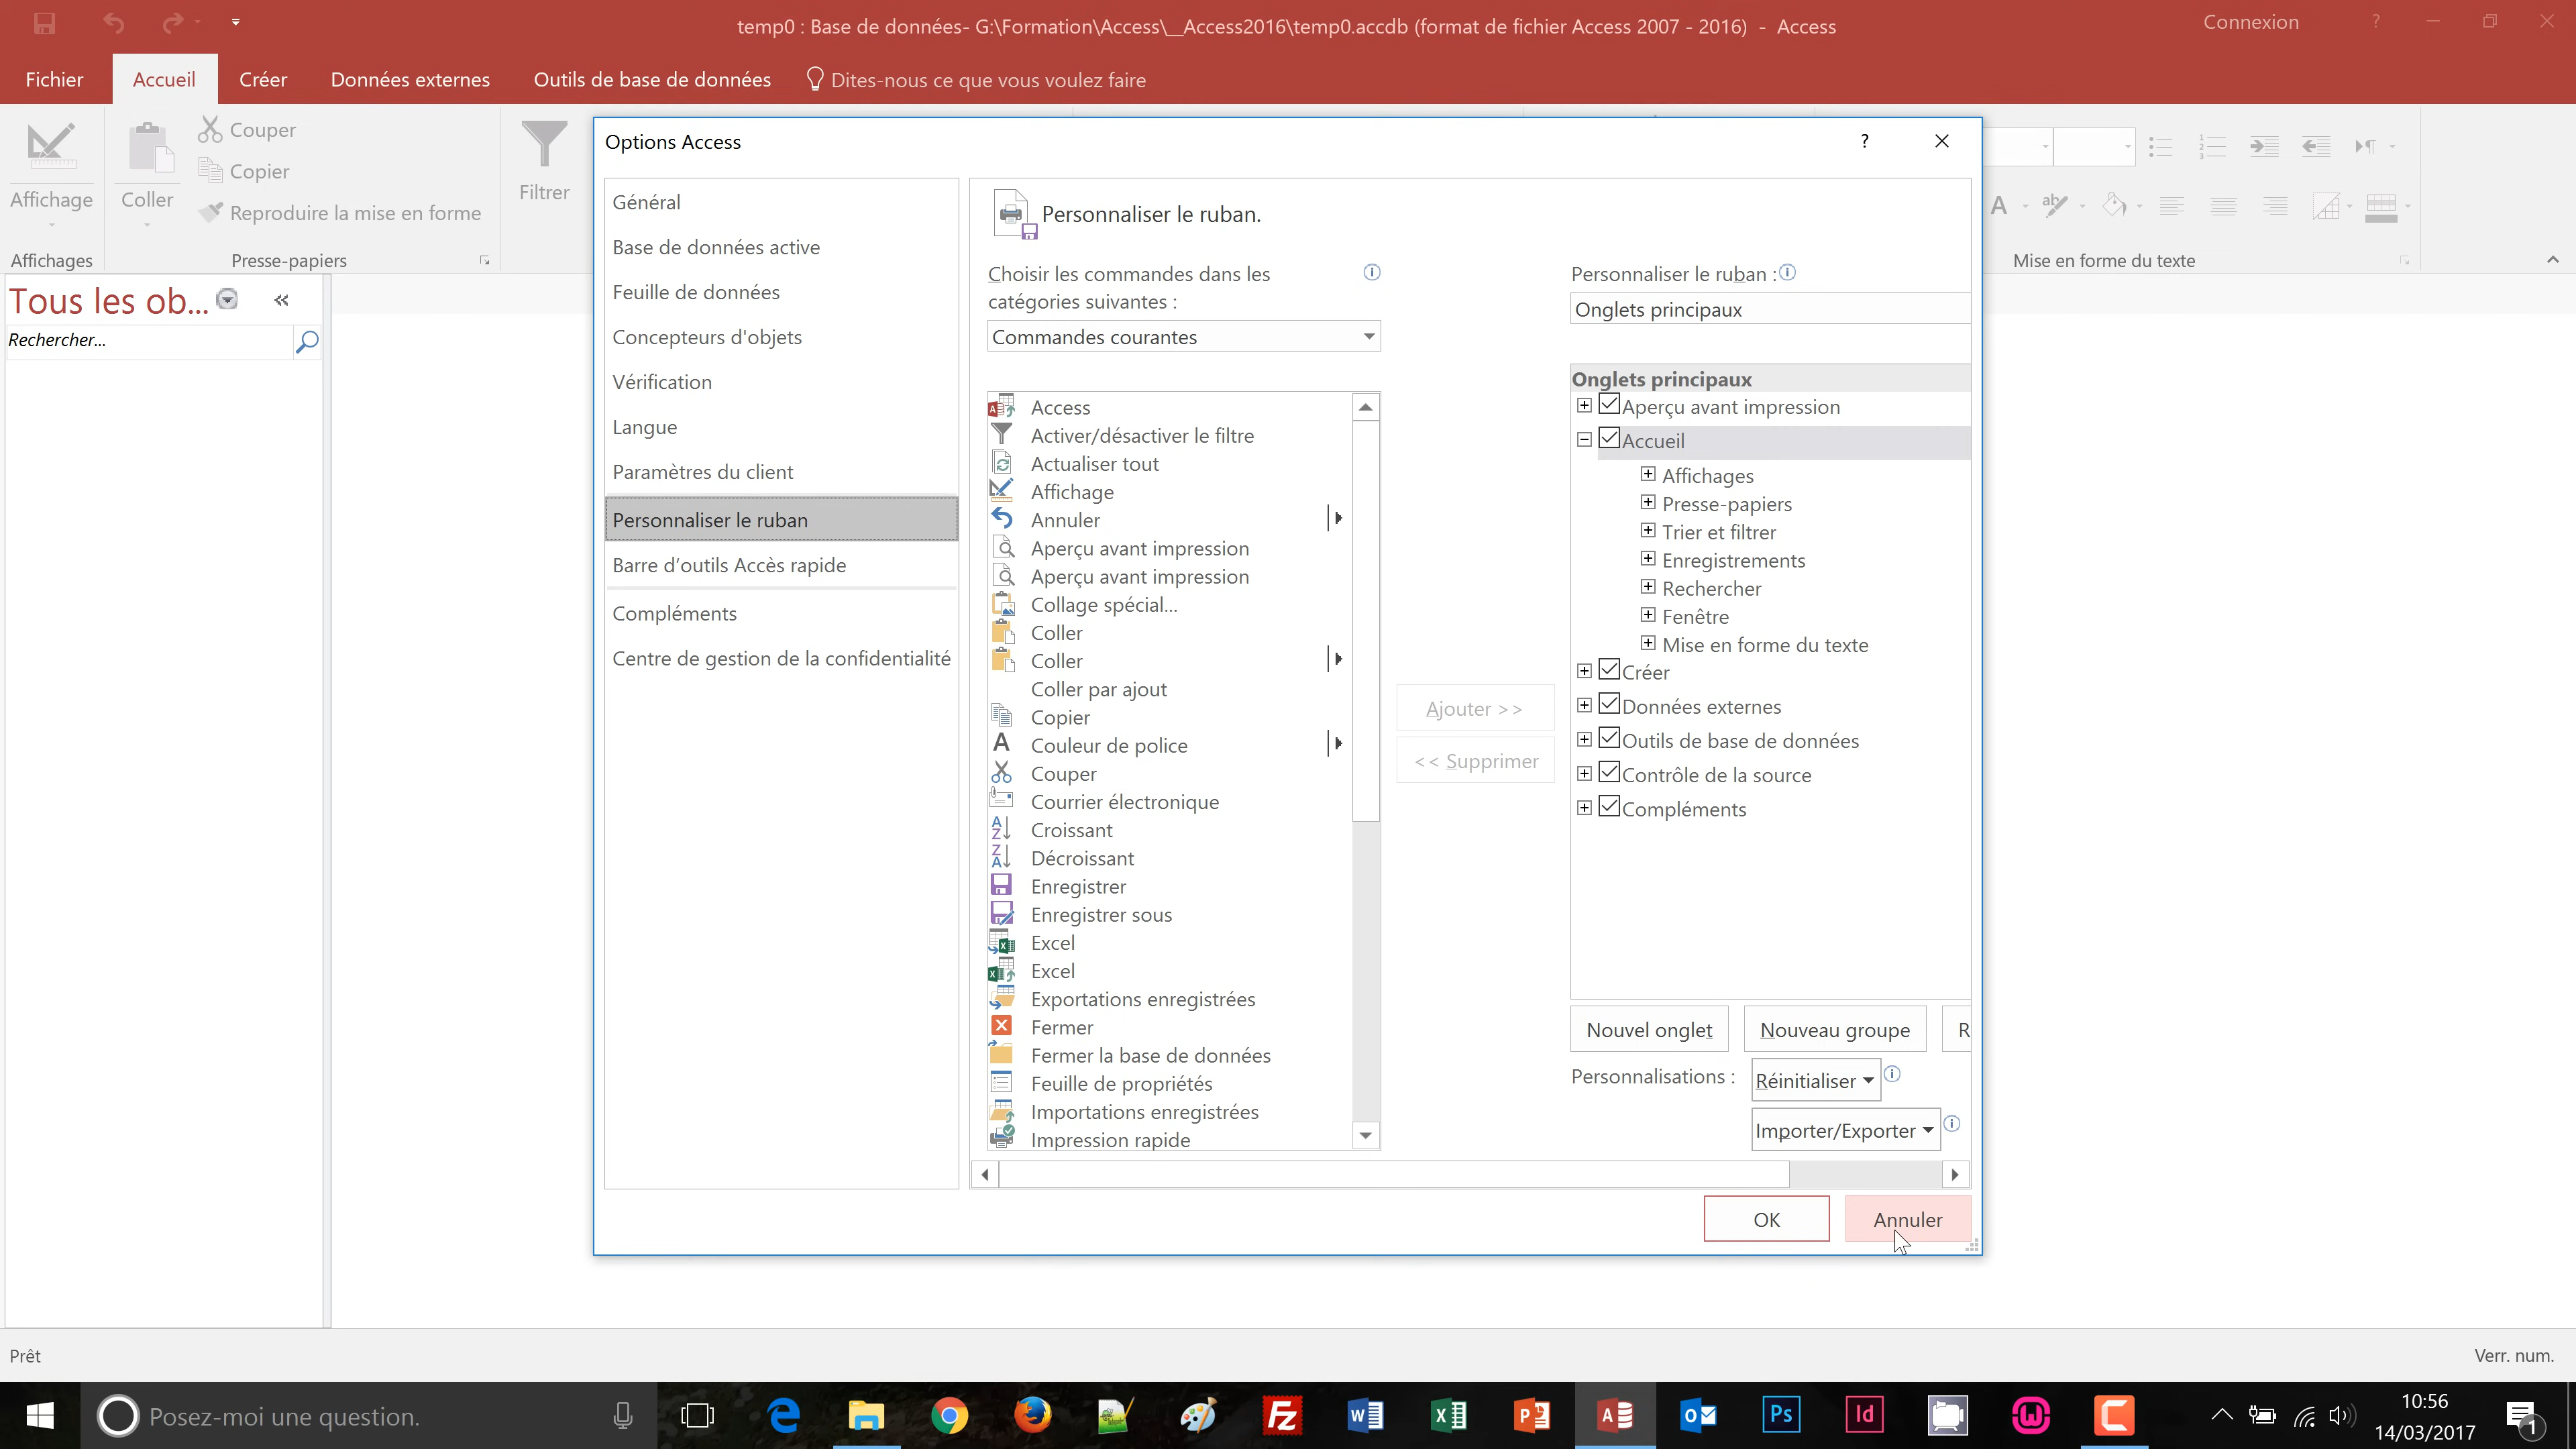 temp0 : Base de données- G:\Formation\Access\__Access2016\temp0.accdb (format de fichier Access 2007 - 2016)  -  Access
Connexion
?
Fichier
Accueil
Créer
Données externes
Outils de base de données
Dites-nous ce que vous voulez faire
Affichage
Coller
Couper
Copier
Reproduire la mise en forme
Filtrer
Affichages
Presse-papiers
Mise en forme du texte
Tous les ob...
Rechercher...
Options Access
?
Général
Base de données active
Feuille de données
Concepteurs d'objets
Vérification
Langue
Paramètres du client
Personnaliser le ruban
Barre d’outils Accès rapide
Compléments
Centre de gestion de la confidentialité
Personnaliser le ruban.
Choisir les commandes dans les
catégories suivantes :
Commandes courantes
Access
Activer/désactiver le filtre
Actualiser tout
Affichage
Annuler
Aperçu avant impression
Aperçu avant impression
Collage spécial...
Coller
Coller
Coller par ajout
Copier
Couleur de police
Couper
Courrier électronique
Croissant
Décroissant
Enregistrer
Enregistrer sous
Excel
Excel
Exportations enregistrées
Fermer
Fermer la base de données
Feuille de propriétés
Importations enregistrées
Impression rapide
Ajouter >>
<< Supprimer
Personnaliser le ruban :
Onglets principaux
Onglets principaux
Aperçu avant impression
Accueil
Affichages
Presse-papiers
Trier et filtrer
Enregistrements
Rechercher
Fenêtre
Mise en forme du texte
Créer
Données externes
Outils de base de données
Contrôle de la source
Compléments
Nouvel onglet
Nouveau groupe
R
Personnalisations :
Réinitialiser
Importer/Exporter
OK
Annuler
Prêt
Verr. num.
Posez-moi une question.
10:56
14/03/2017
1